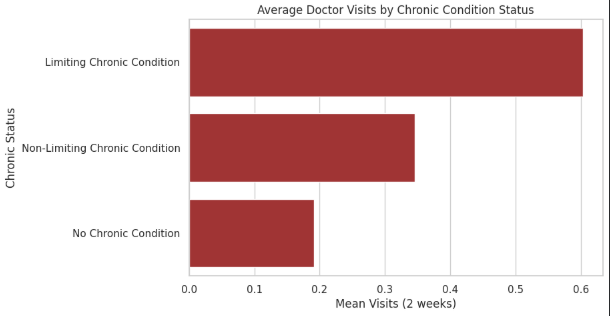 Average Doctor Visits by Chronic Condition Status
Chronic Status
Limiting Chronic Condition
Non-Limiting Chronic Condition
No Chronic Condition
0.0 0.1 0.2 0.3 0.4 0.5 0.6
Mean Visits (2 weeks)